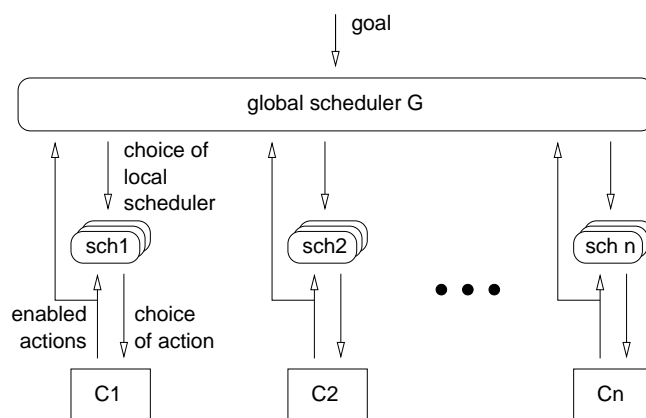 goal
global scheduler G
choice of
local
scheduler
sch1
sch2
sch n
enabled
actions
choice
of action
C1
C2
Cn